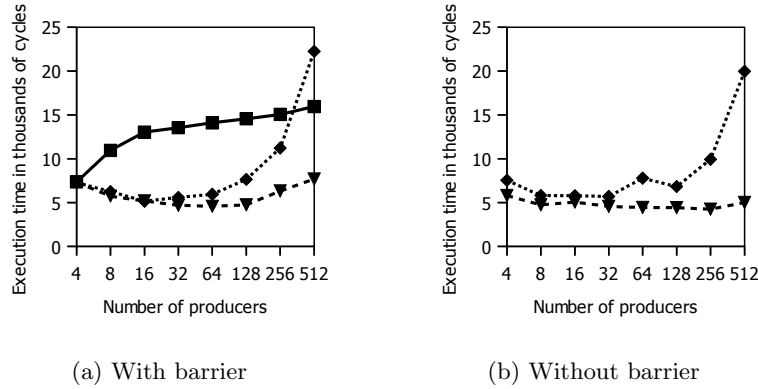 Execution time in thousands of cycles
25
20
15
10
5
0
4 8 16 32 64 128 256 512
Number of producers
(a) With barrier
Execution time in thousands of cycles
25
20
15
10
5
0
4 8 16 32 64 128 256 512
Number of producers
(b) Without barrier